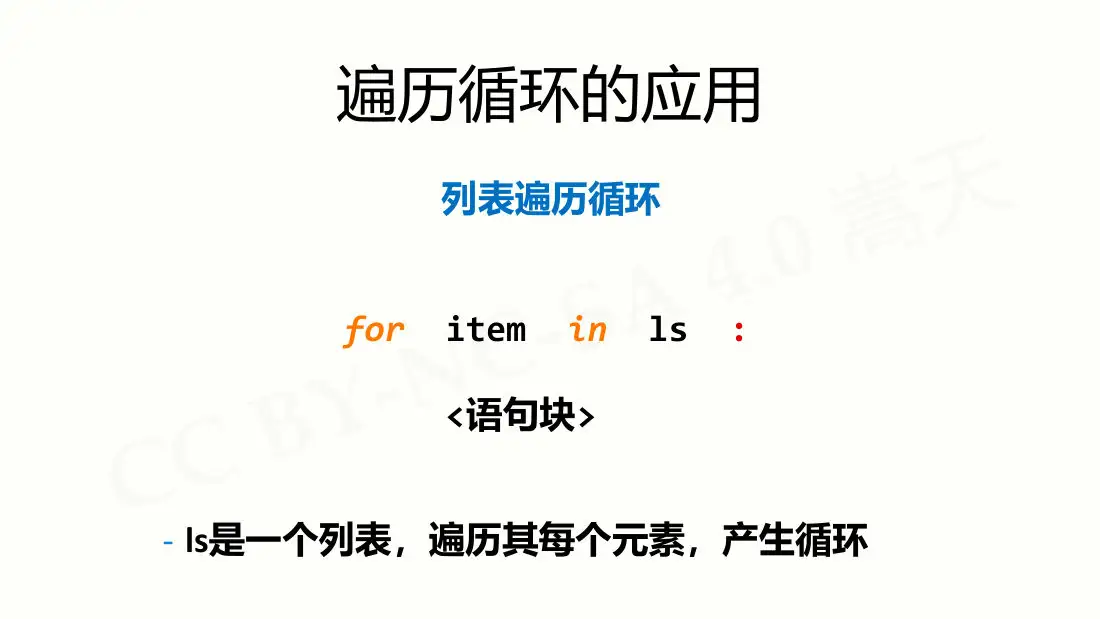 遍历循环的应用
列表遍历循环
for item in ls :
<语句块>
- ls是一个列表，遍历其每个元素，产生循环
CC BY-NC-SA 4.0 嵩天